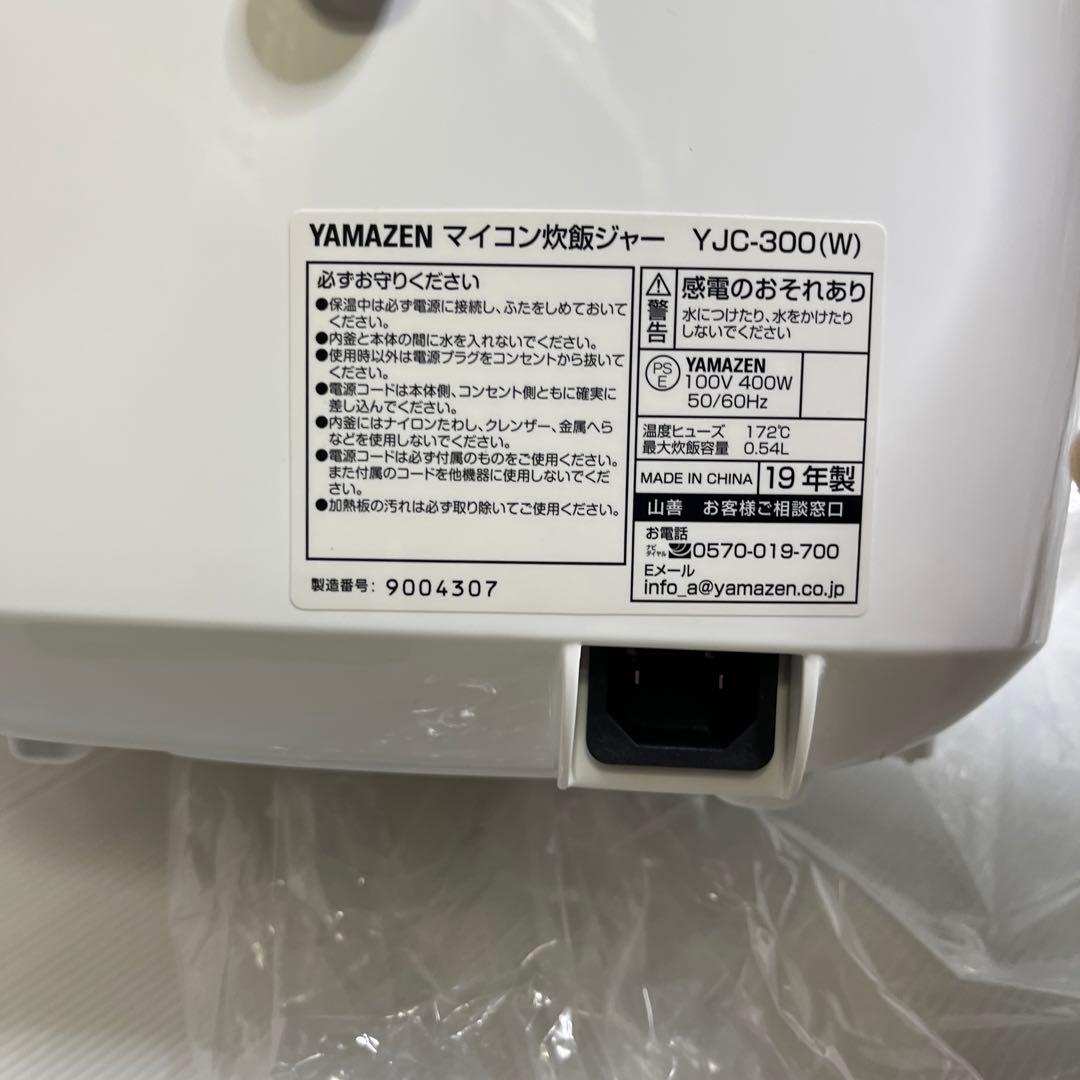 YAMAZEN マイコン炊飯ジャー YJC-300(W)
必ずお守りください
●保温中は必ず電源に接続し、ふたをしめておいて
ください。
●内釜と本体の間に水を入れないでください。
●使用時以外は電源プラグをコンセントから抜いて
ください。
●電源コードは本体側、コンセント側ともに確実に
差し込んでください。
●内釜にはナイロンたわし、クレンザー、金属へら
などを使用しないでください。
●電源コードは必ず付属のものをご使用ください。
また付属のコードを他機器に使用しないでくだ
さい。
●加熱板の汚れは必ず取り除いてご使用ください。
製造番号: 9004307
警告
感電のおそれあり
水につけたり、水をかけたり
しないでください
PS
E
YAMAZEN
100V 400W
50/60Hz
温度ヒューズ 172℃
最大炊飯容量 0.54L
MADE IN CHINA 19年製
山善 お客様ご相談窓口
お電話
ナビダイヤル 0570-019-700
Eメール
info_a@yamazen.co.jp